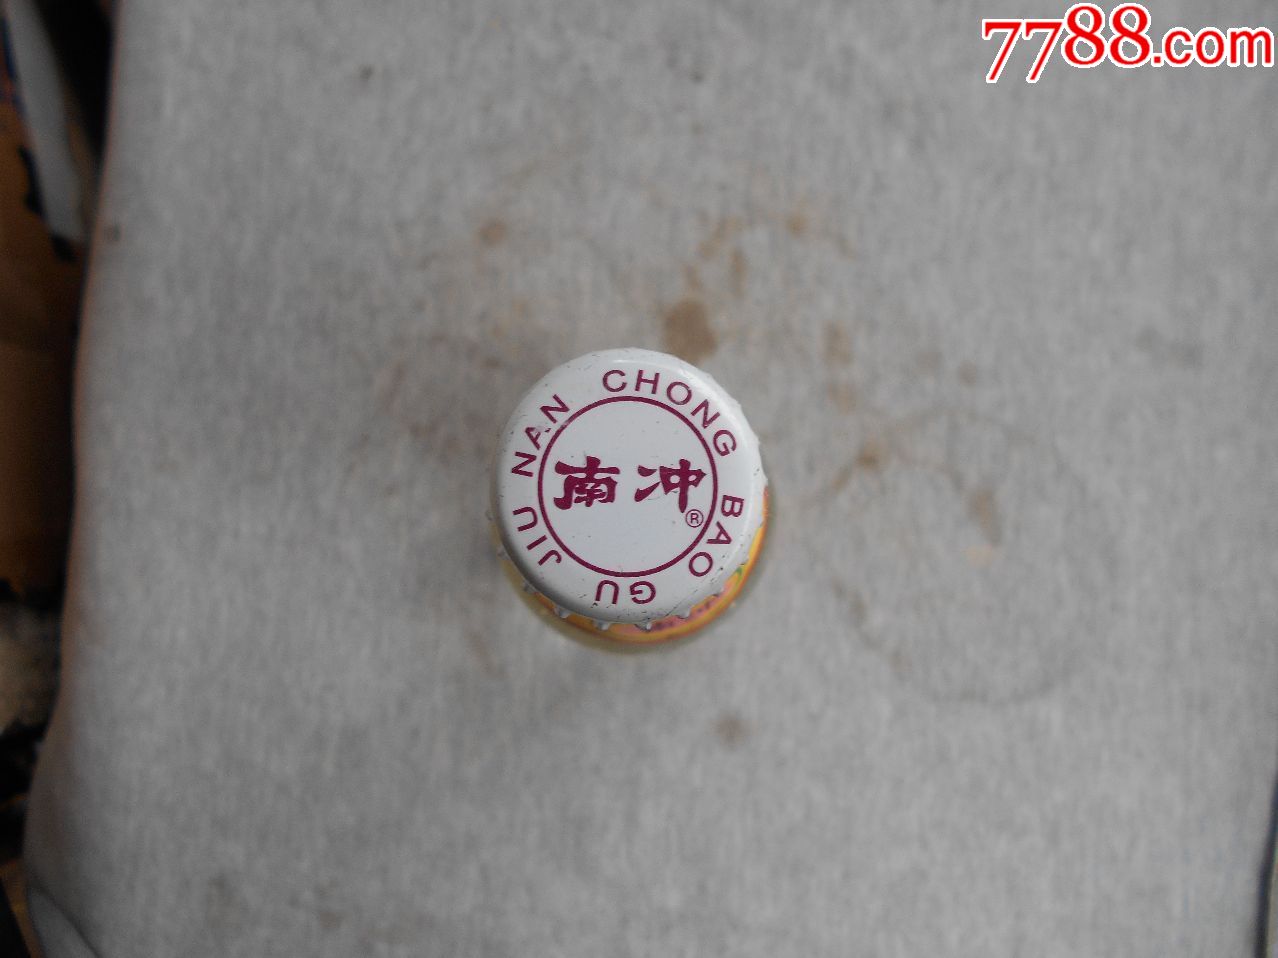 7788.com
NAN CHONG BAO GU JIU
南冲
®